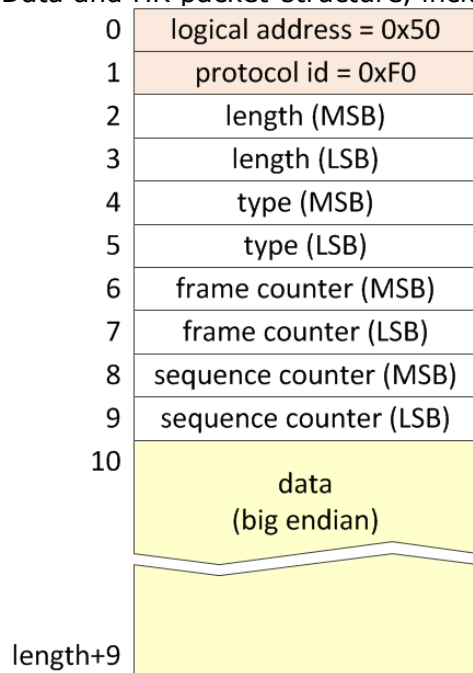 Data and HK packet structure, incl
0 logical address = 0x50
1 protocol id = 0xF0
2 length (MSB)
3 length (LSB)
4 type (MSB)
5 type (LSB)
6 frame counter (MSB)
7 frame counter (LSB)
8 sequence counter (MSB)
9 sequence counter (LSB)
10
data
(big endian)
length+9